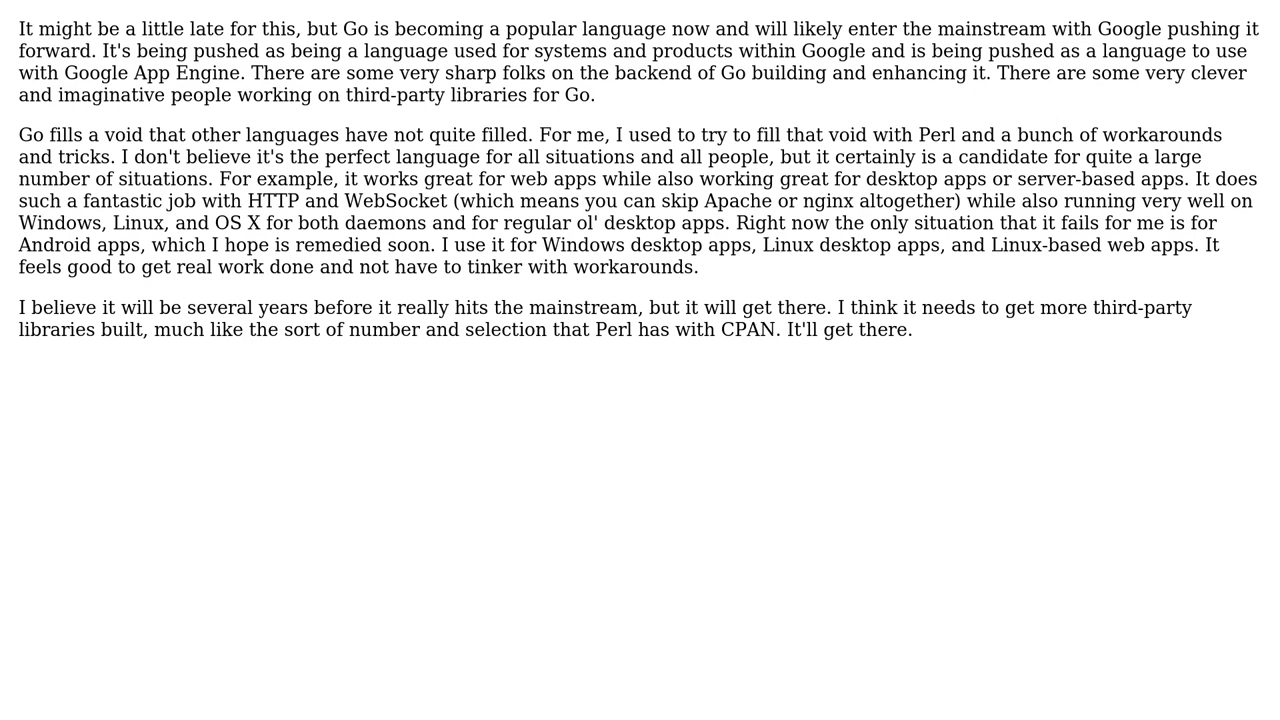 It might be a little late for this, but Go is becoming a popular language now and will likely enter the mainstream with Google pushing it
forward. It's being pushed as being a language used for systems and products within Google and is being pushed as a language to use
with Google App Engine. There are some very sharp folks on the backend of Go building and enhancing it. There are some very clever
and imaginative people working on third-party libraries for Go.
Go fills a void that other languages have not quite filled. For me, I used to try to fill that void with Perl and a bunch of workarounds
and tricks. I don't believe it's the perfect language for all situations and all people, but it certainly is a candidate for quite a large
number of situations. For example, it works great for web apps while also working great for desktop apps or server-based apps. It does
such a fantastic job with HTTP and WebSocket (which means you can skip Apache or nginx altogether) while also running very well on
Windows, Linux, and OS X for both daemons and for regular ol' desktop apps. Right now the only situation that it fails for me is for
Android apps, which I hope is remedied soon. I use it for Windows desktop apps, Linux desktop apps, and Linux-based web apps. It
feels good to get real work done and not have to tinker with workarounds.
I believe it will be several years before it really hits the mainstream, but it will get there. I think it needs to get more third-party
libraries built, much like the sort of number and selection that Perl has with CPAN. It'll get there.